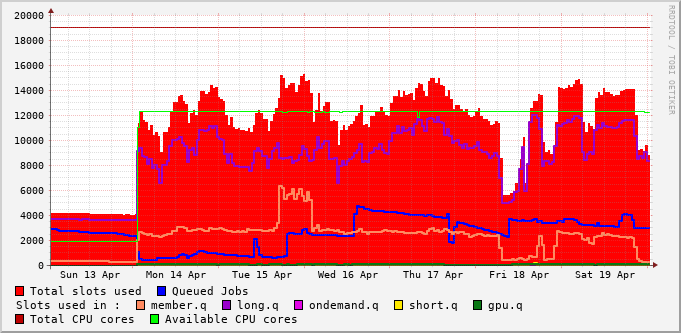 20000
18000
16000
14000
12000
10000
8000
6000
4000
2000
0
Sun 13 Apr Mon 14 Apr Tue 15 Apr Wed 16 Apr Thu 17 Apr Fri 18 Apr Sat 19 Apr
RRDTOOL / TOBI OETIKER
Total slots used Queued Jobs
Slots used in : member.q long.q ondemand.q short.q gpu.q
Total CPU cores Available CPU cores